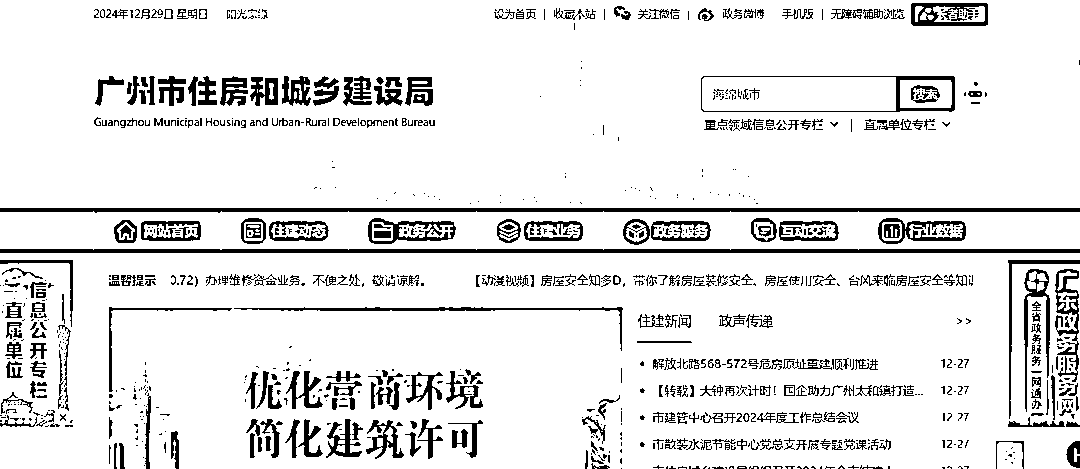 2024年12月29日 星期日 阳光家缘
设为首页 | 收藏本站 | 关注微信 | 政务微博 手机版 | 无障碍辅助浏览 长者助手
广州市住房和城乡建设局
Guangzhou Municipal Housing and Urban-Rural Development Bureau
海绵城市 搜索
重点领域信息公开专栏 | 直属单位专栏
网站首页 住建动态 政务公开 住建业务 政务服务 互动交流 行业数据
温馨提示 0.72）办理维修资金业务。不便之处，敬请谅解。 【动漫视频】房屋安全知多D，带你了解房屋装修安全、房屋使用安全、台风来临房屋安全等知识
信息公开专栏
直属单位
优化营商环境
简化建筑许可
住建新闻 政声传递 >>
解放北路568-572号危房原址重建顺利推进 12-27
【转载】大钟再次计时！国企助力广州太和镇打造... 12-27
市建管中心召开2024年度工作总结会议 12-27
市散装水泥节能中心党总支开展专题党课活动 12-27
广东政务服务网
全省政务服务一网通办